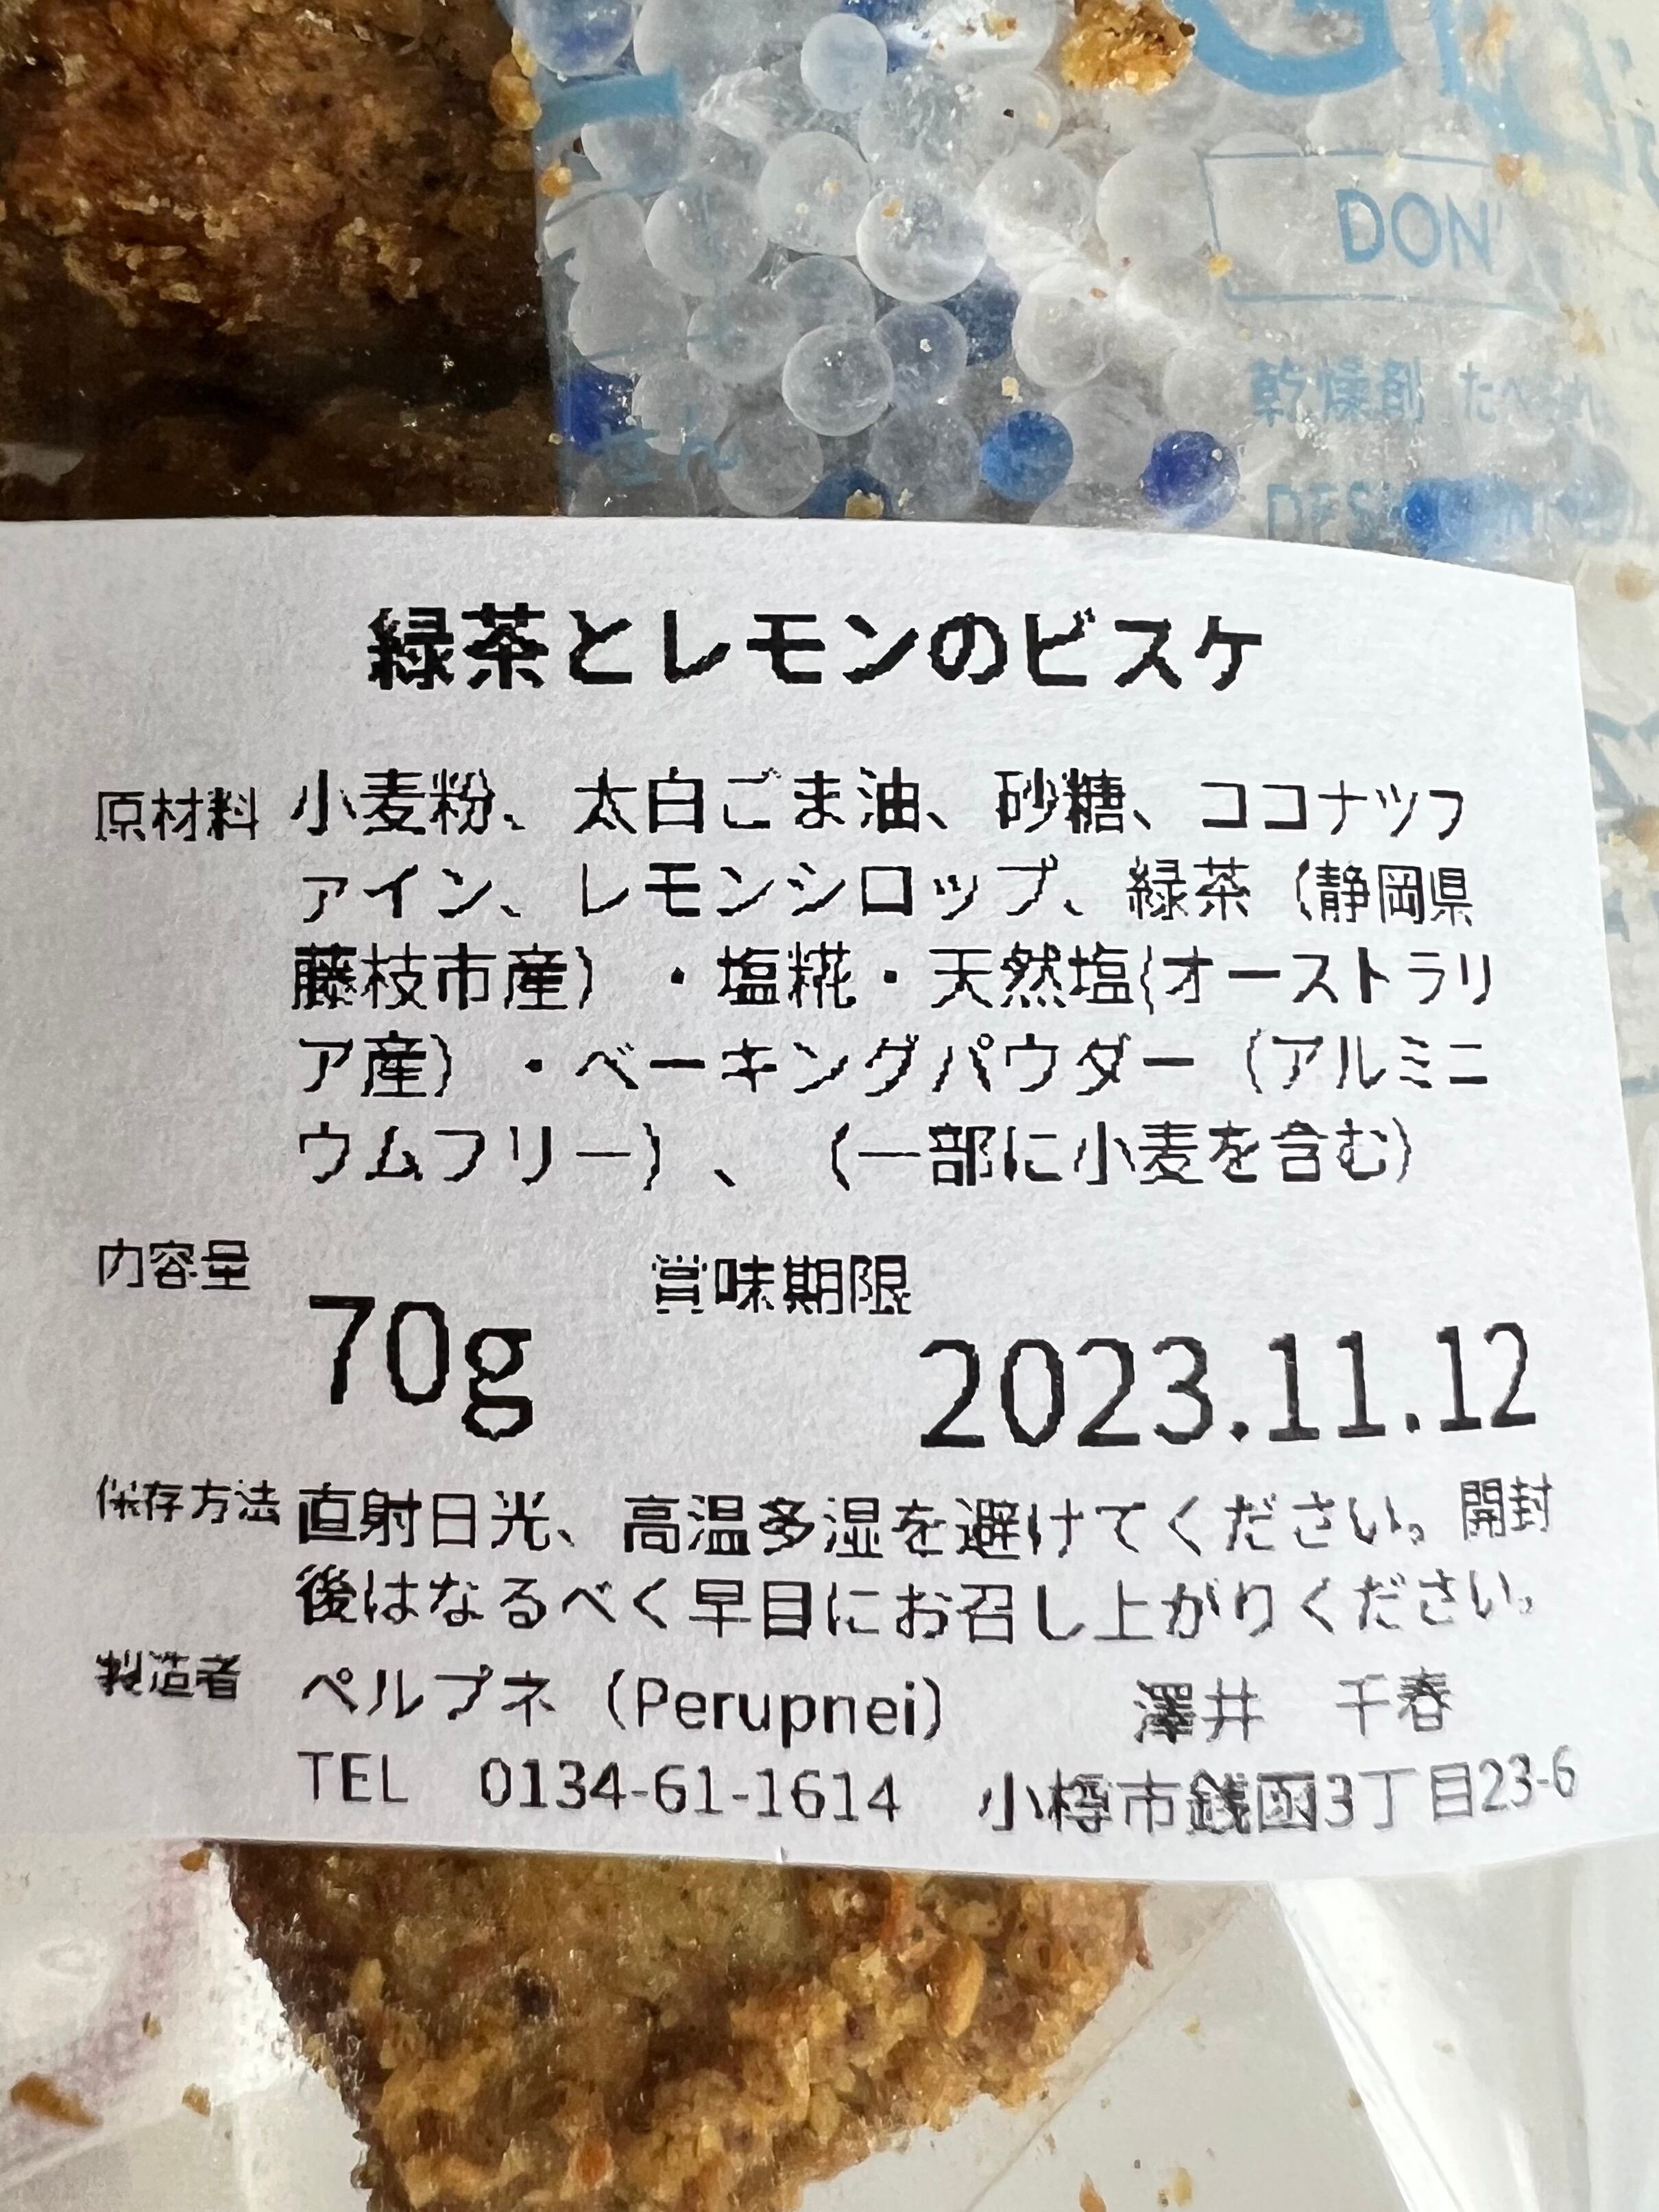 DON'
乾燥剤
緑茶とレモンのビスケ
原材料 小麦粉、太白ごま油、砂糖、ココナツフ
ァイン、レモンシロップ、緑茶（静岡県
藤枝市産）・塩糀・天然塩(オーストラリ
ア産）・ベーキングパウダー（アルミニ
ウムフリー）、（一部に小麦を含む）
内容量 70g 賞味期限 2023.11.12
保存方法 直射日光、高温多湿を避けてください。開封
後はなるべく早目にお召し上がりください。
製造者 ペルプネ（Perupnei） 澤井 千春
TEL 0134-61-1614 小樽市銭函3丁目23-6